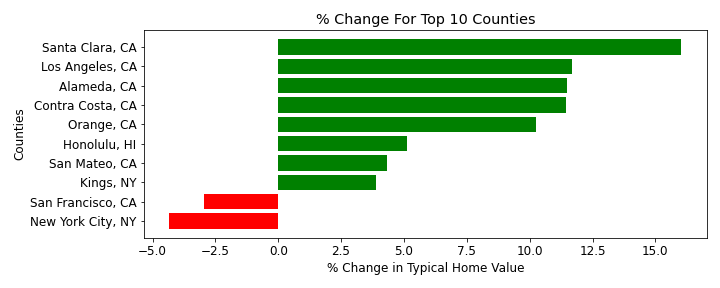 % Change For Top 10 Counties
Counties
Santa Clara, CA
Los Angeles, CA
Alameda, CA
Contra Costa, CA
Orange, CA
Honolulu, HI
San Mateo, CA
Kings, NY
San Francisco, CA
New York City, NY
−5.0 −2.5 0.0 2.5 5.0 7.5 10.0 12.5 15.0
% Change in Typical Home Value